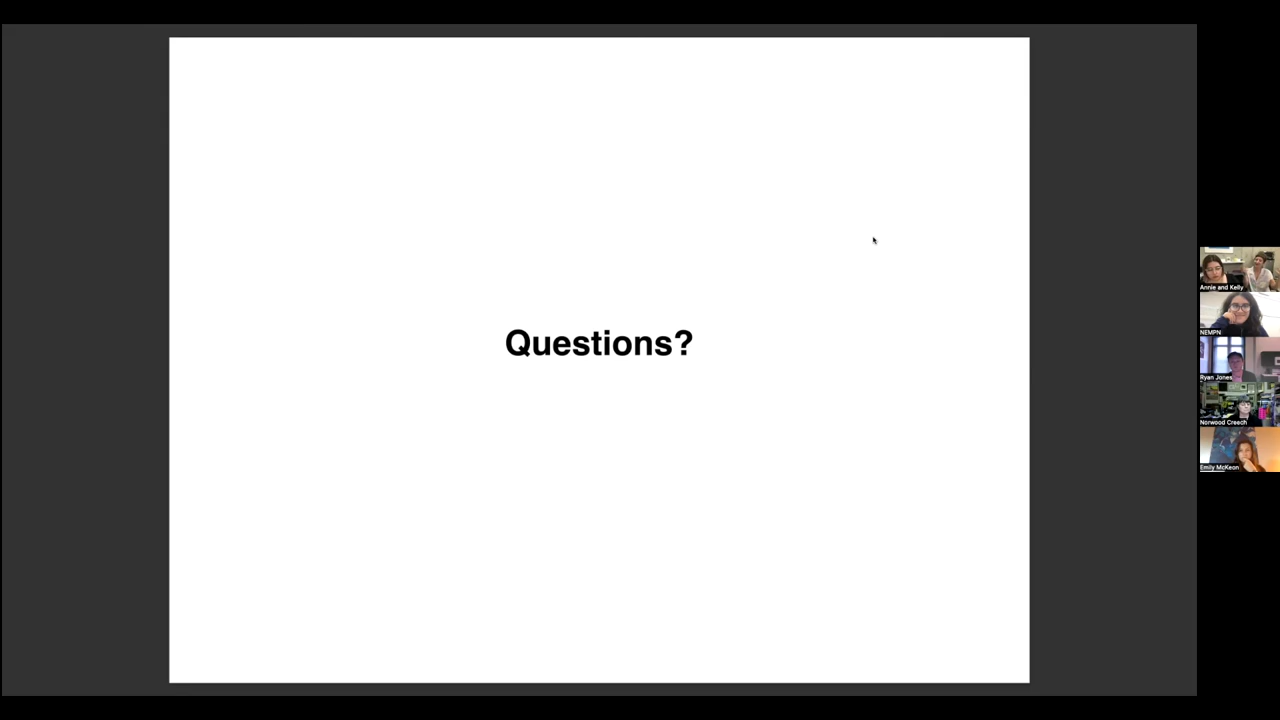 Questions?
Annie and Kelly
NEMPN
Ryan Jones
Norwood Creech
Emily McKeon